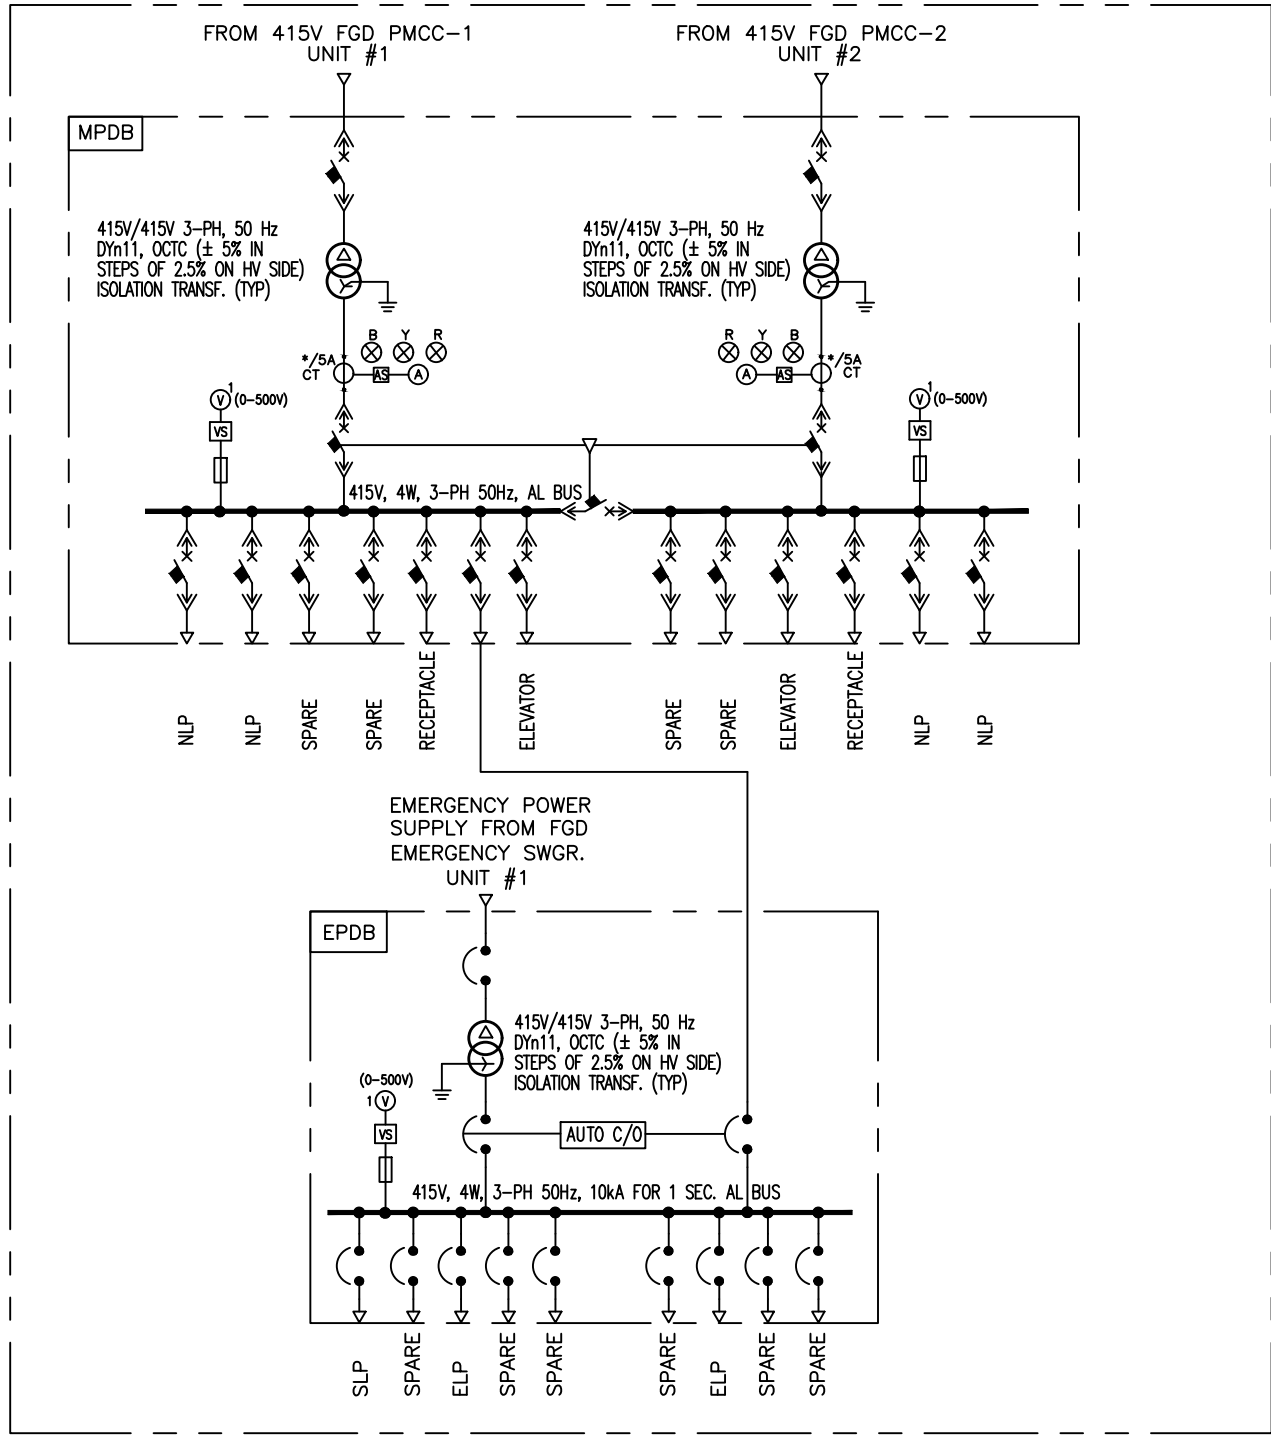 FROM 415V FGD PMCC-1
UNIT #1
FROM 415V FGD PMCC-2
UNIT #2
MPDB
415V/415V 3-PH, 50 Hz
DYn11, OCTC (± 5% IN
STEPS OF 2.5% ON HV SIDE)
ISOLATION TRANSF. (TYP)
415V/415V 3-PH, 50 Hz
DYn11, OCTC (± 5% IN
STEPS OF 2.5% ON HV SIDE)
ISOLATION TRANSF. (TYP)
B Y R
*/5A
CT
AS A
R Y B
A AS
*/5A
CT
V 1 (0-500V)
VS
V 1 (0-500V)
VS
415V, 4W, 3-PH 50Hz, AL BUS
NLP
NLP
SPARE
SPARE
RECEPTACLE
ELEVATOR
SPARE
SPARE
ELEVATOR
RECEPTACLE
NLP
NLP
EMERGENCY POWER
SUPPLY FROM FGD
EMERGENCY SWGR.
UNIT #1
EPDB
415V/415V 3-PH, 50 Hz
DYn11, OCTC (± 5% IN
STEPS OF 2.5% ON HV SIDE)
ISOLATION TRANSF. (TYP)
(0-500V)
1 V
VS
AUTO C/O
415V, 4W, 3-PH 50Hz, 10kA FOR 1 SEC. AL BUS
SLP
SPARE
ELP
SPARE
SPARE
SPARE
ELP
SPARE
SPARE